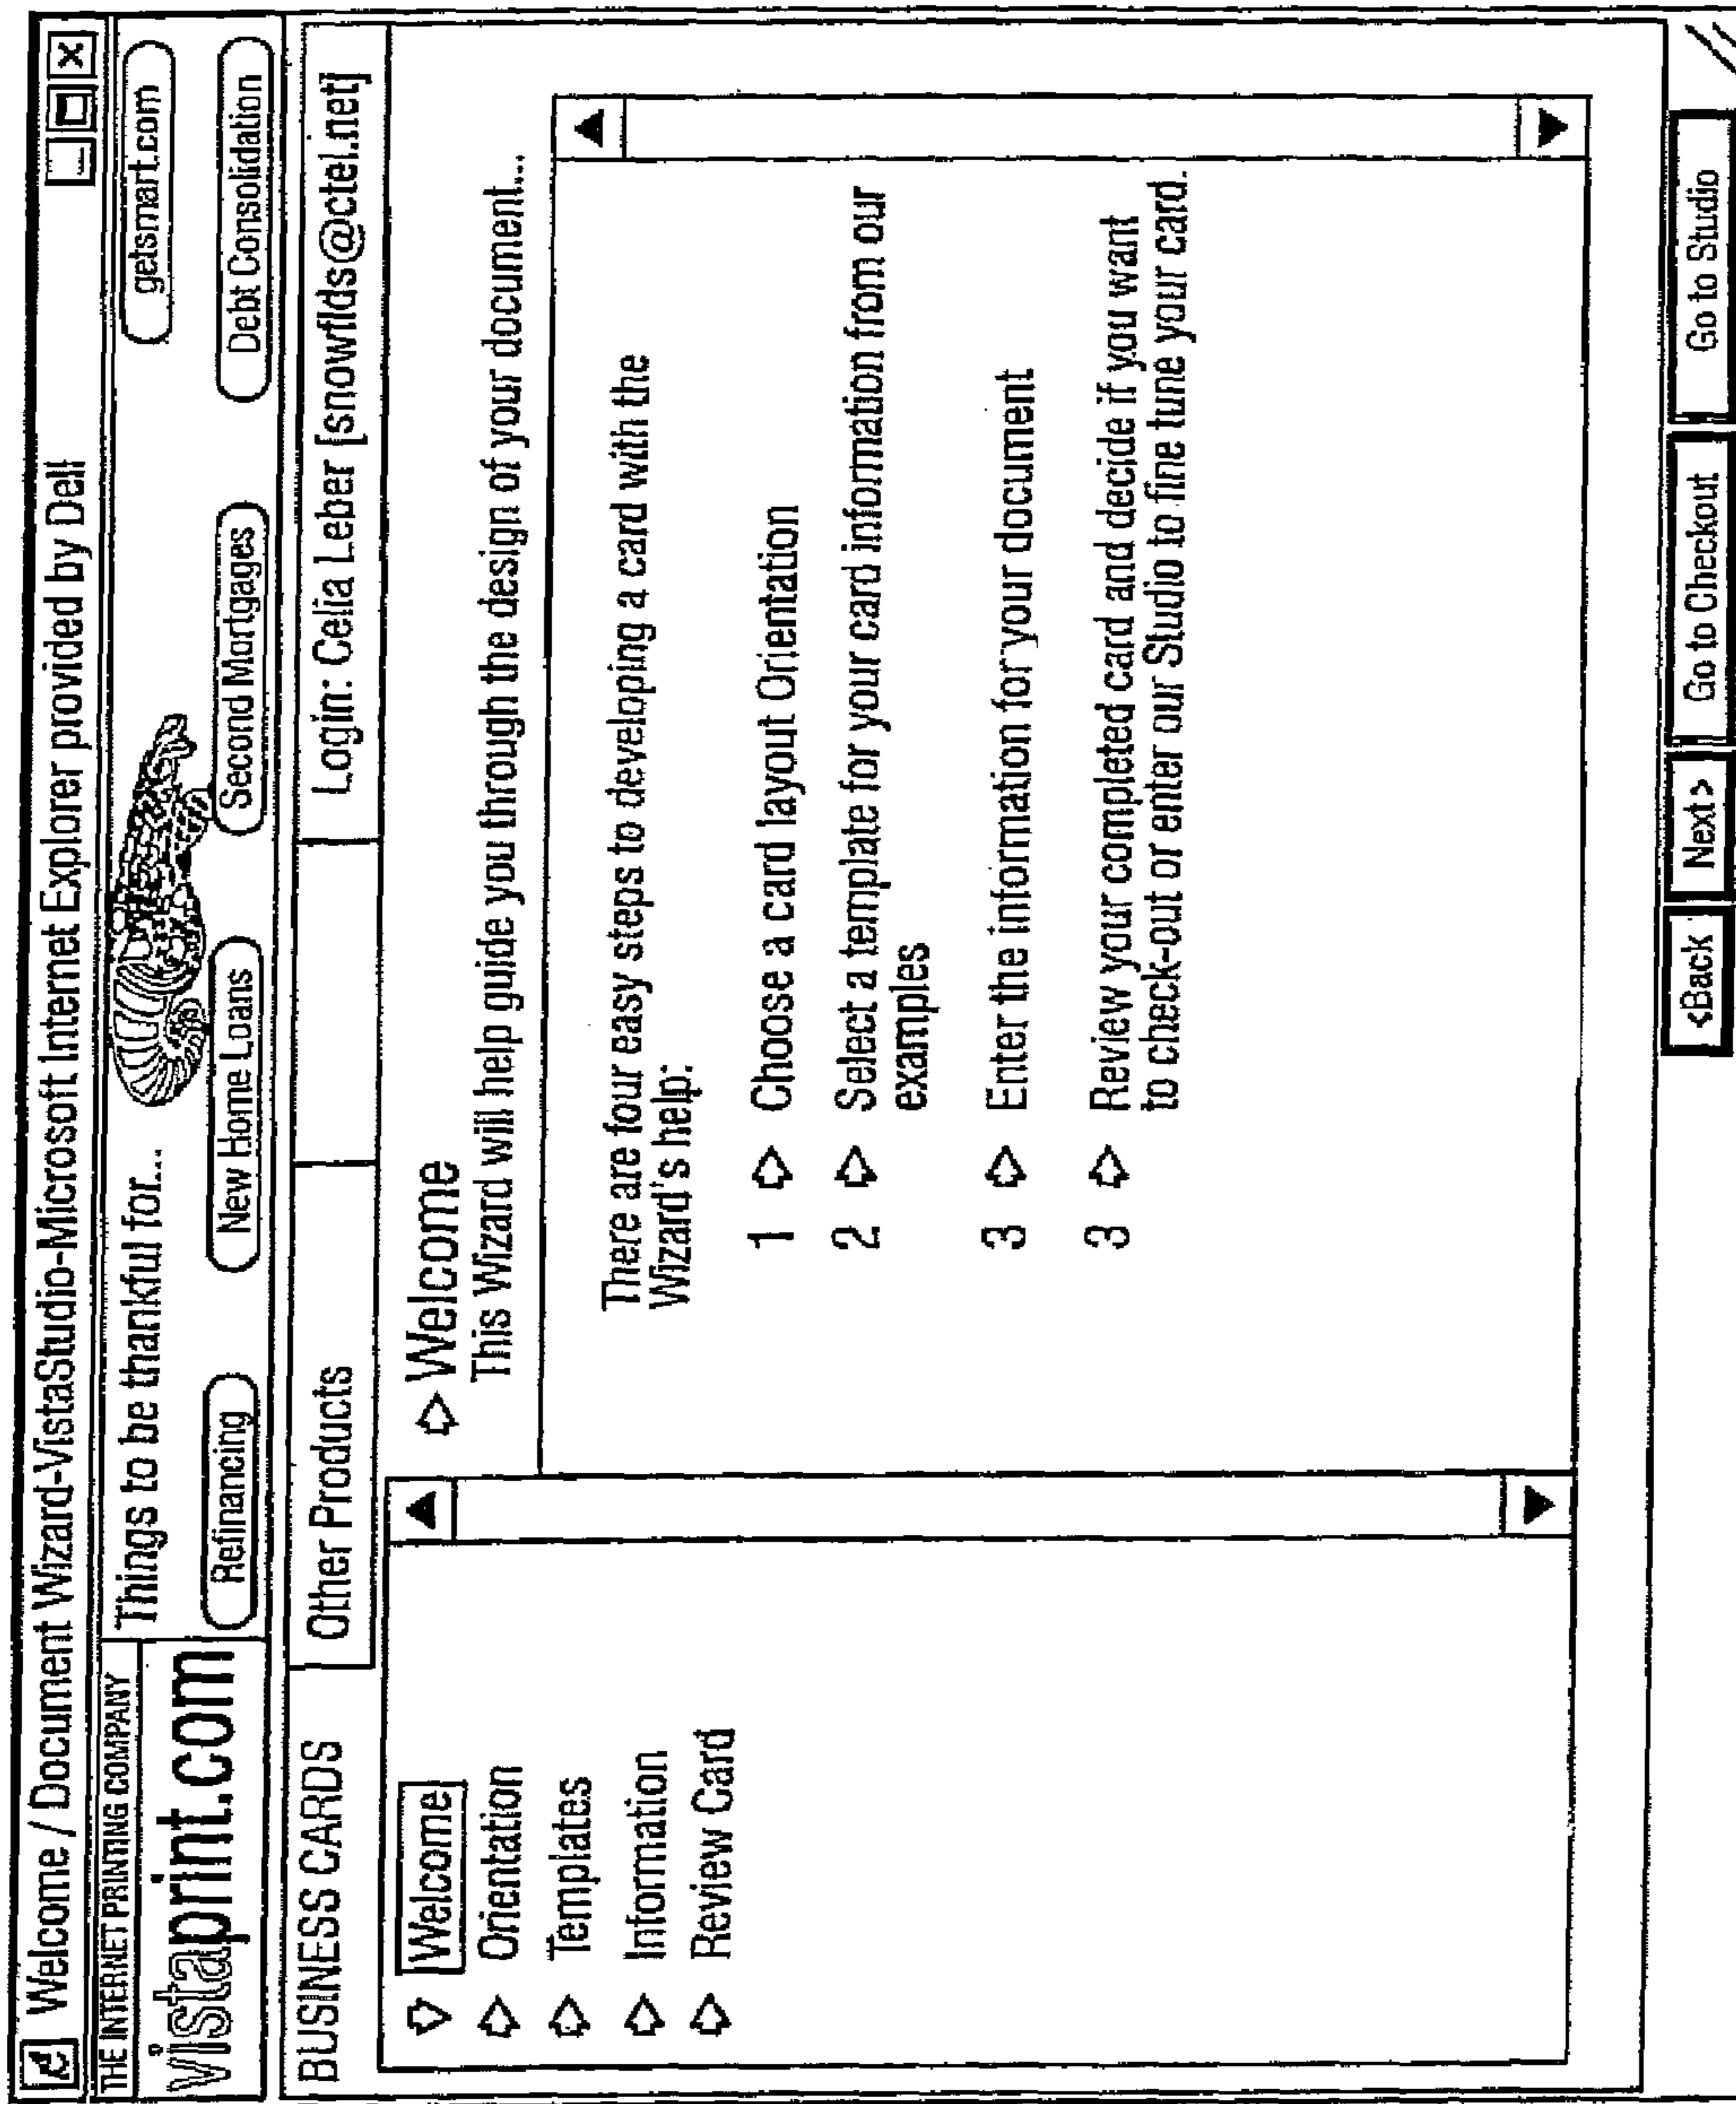 Welcome / Document Wizard-VistaStudio-Microsoft Internet Explorer provided by Dell
THE INTERNET PRINTING COMPANY
vistaprint.com
Things to be thankful for...
getsmart.com
Refinancing
New Home Loans
Second Mortgages
Debt Consolidation
BUSINESS CARDS
Other Products
Login: Celia Leber [snowflds@ctel.net]
Welcome
Orientation
Templates
Information
Review Card
Welcome
This Wizard will help guide you through the design of your document...
There are four easy steps to developing a card with the
Wizard's help:
1 Choose a card layout Orientation
2 Select a template for your card information from our
examples
3 Enter the information for your document
3 Review your completed card and decide if you want
to check-out or enter our Studio to fine tune your card.
<Back
Next>
Go to Checkout
Go to Studio